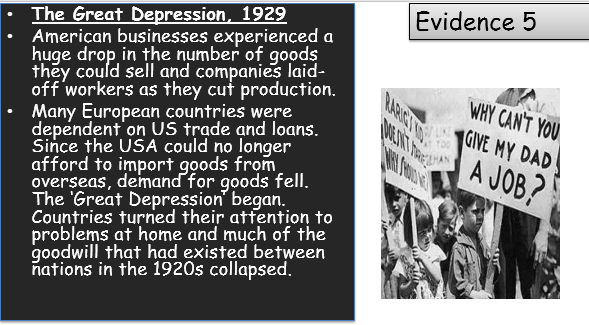 The Great Depression, 1929
• American businesses experienced a
huge drop in the number of goods
they could sell and companies laid-
off workers as they cut production.
• Many European countries were
dependent on US trade and loans.
Since the USA could no longer
afford to import goods from
overseas, demand for goods fell.
The ‘Great Depression’ began.
Countries turned their attention to
problems at home and much of the
goodwill that had existed between
nations in the 1920s collapsed.
Evidence 5
WHY CAN'T YOU
GIVE MY DAD
A JOB?
DOESN'T
WHY